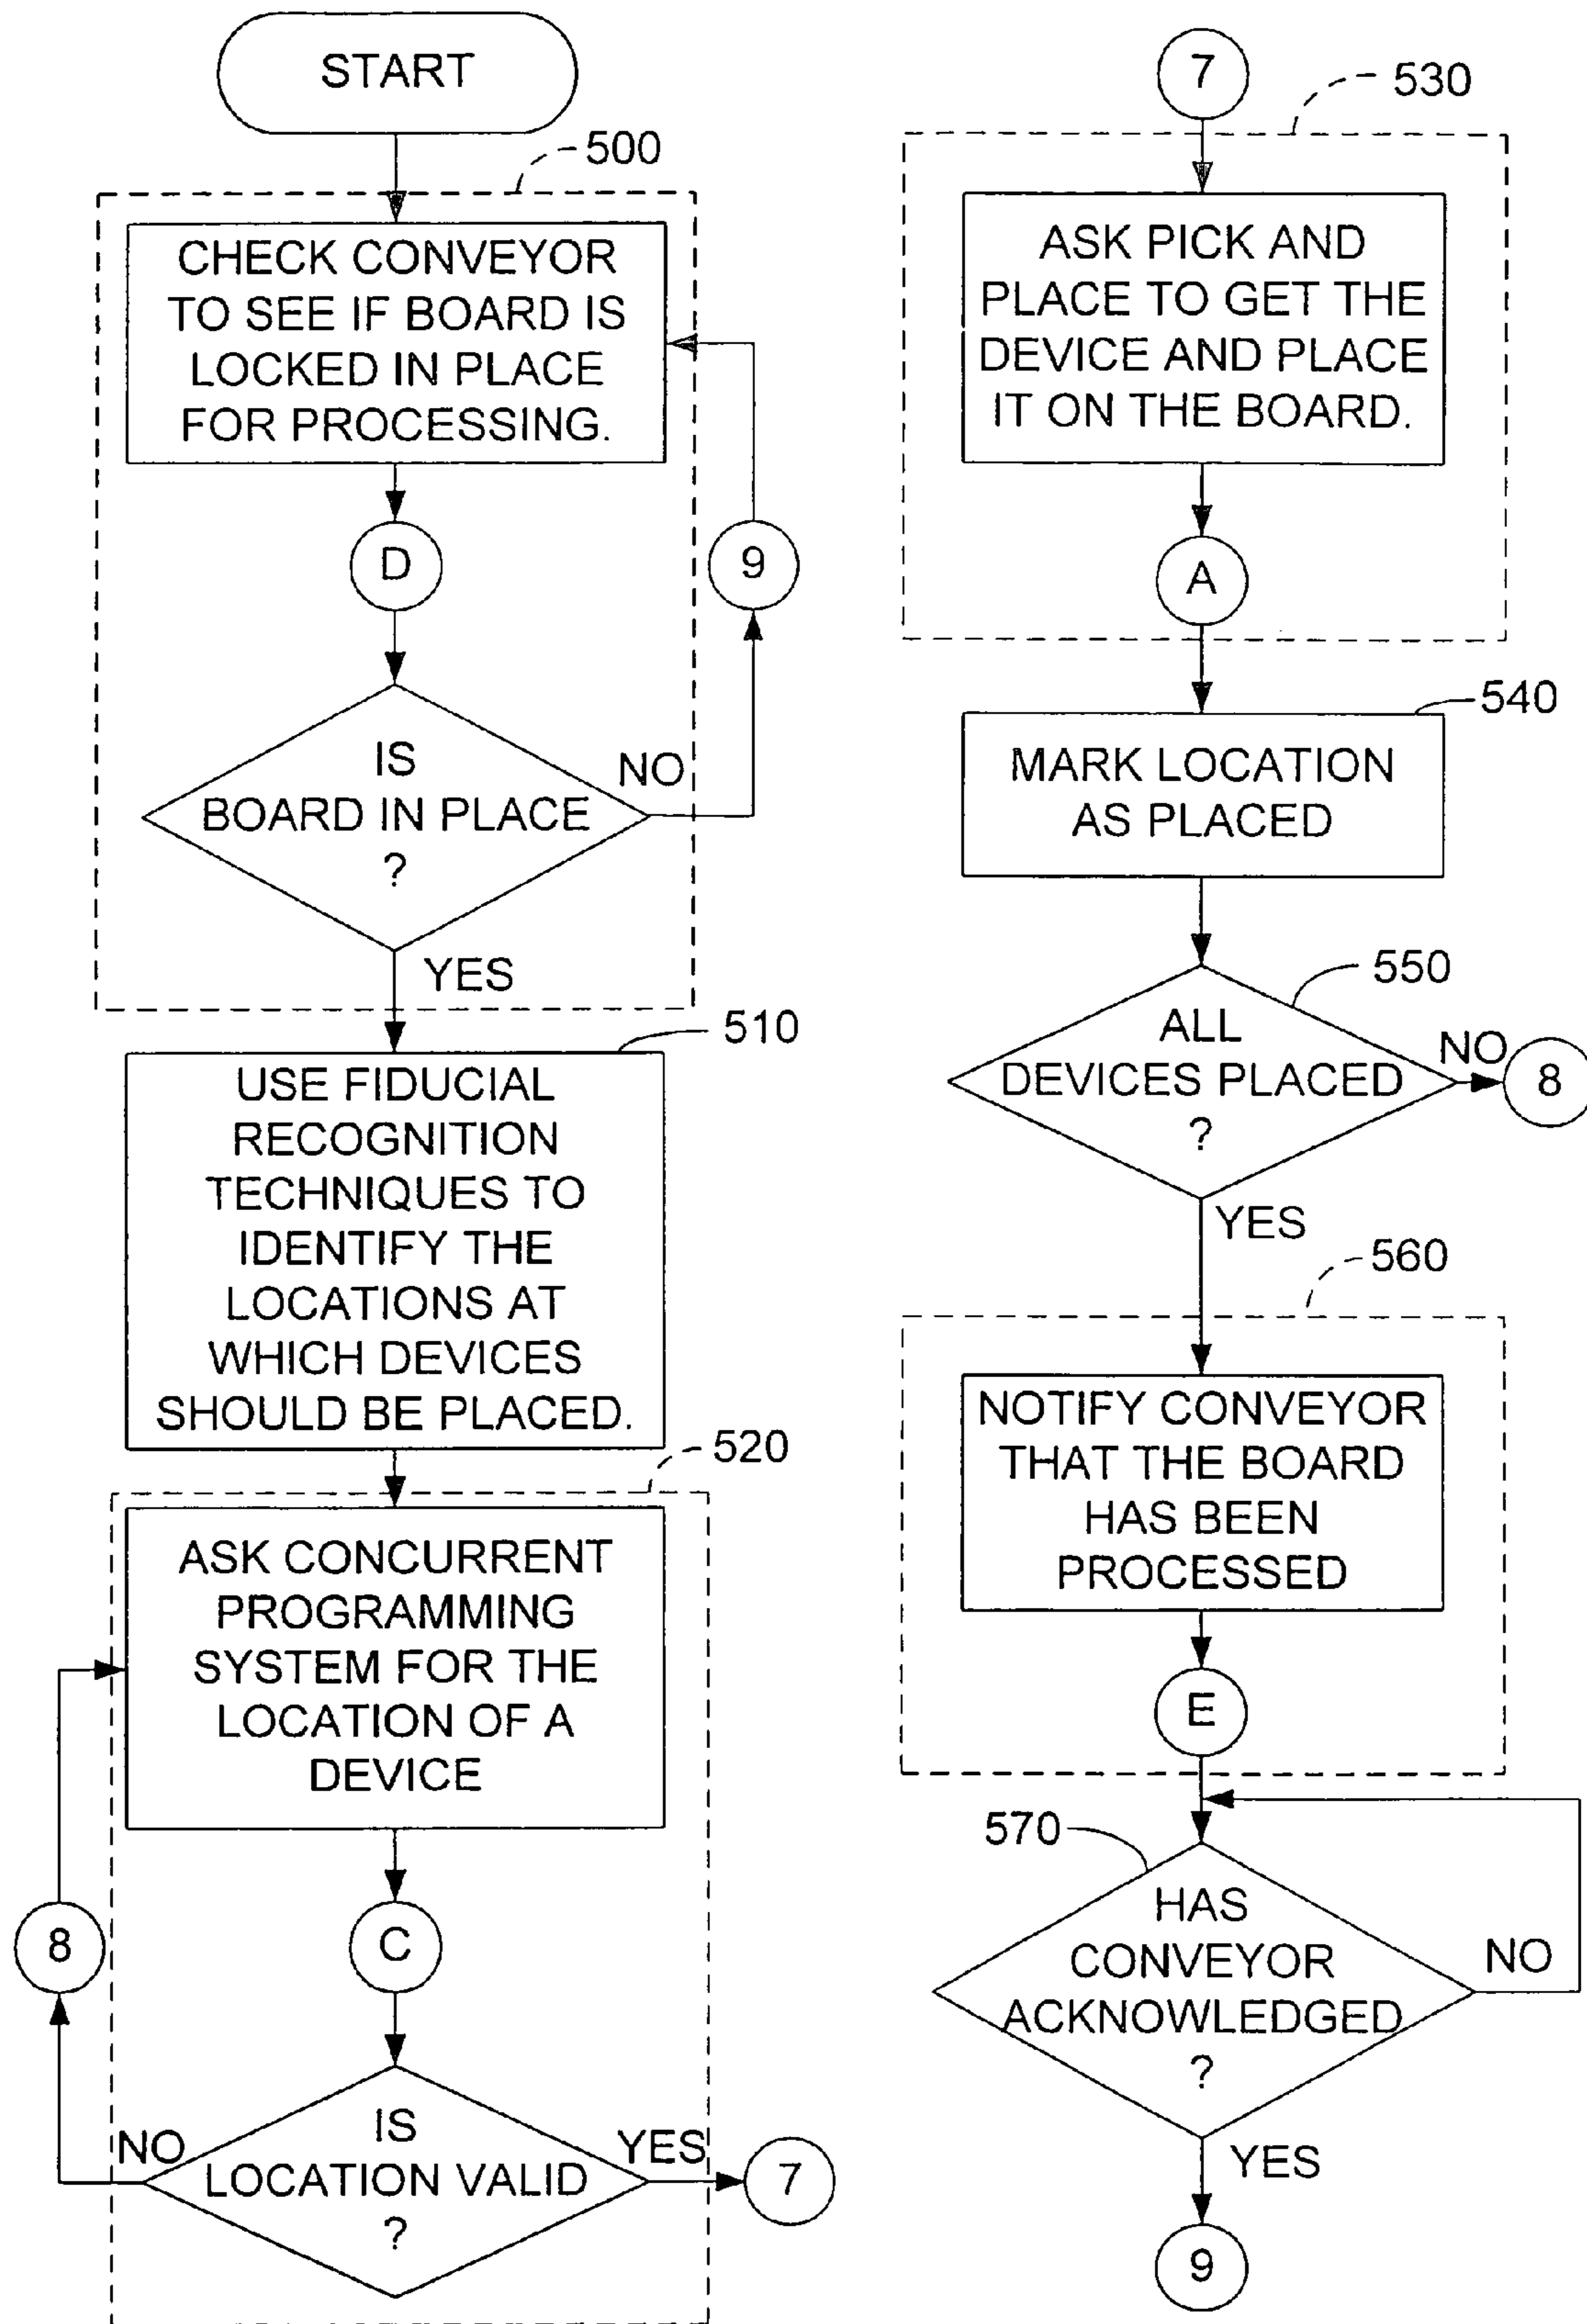 START
500
CHECK CONVEYOR
TO SEE IF BOARD IS
LOCKED IN PLACE
FOR PROCESSING.
D
9
IS
BOARD IN PLACE
?
NO
YES
510
USE FIDUCIAL
RECOGNITION
TECHNIQUES TO
IDENTIFY THE
LOCATIONS AT
WHICH DEVICES
SHOULD BE PLACED.
520
ASK CONCURRENT
PROGRAMMING
SYSTEM FOR THE
LOCATION OF A
DEVICE
8
C
IS
LOCATION VALID
?
NO
YES
7
7
530
ASK PICK AND
PLACE TO GET THE
DEVICE AND PLACE
IT ON THE BOARD.
A
540
MARK LOCATION
AS PLACED
550
ALL
DEVICES PLACED
?
NO
8
YES
560
NOTIFY CONVEYOR
THAT THE BOARD
HAS BEEN
PROCESSED
E
570
HAS
CONVEYOR
ACKNOWLEDGED
?
NO
YES
9